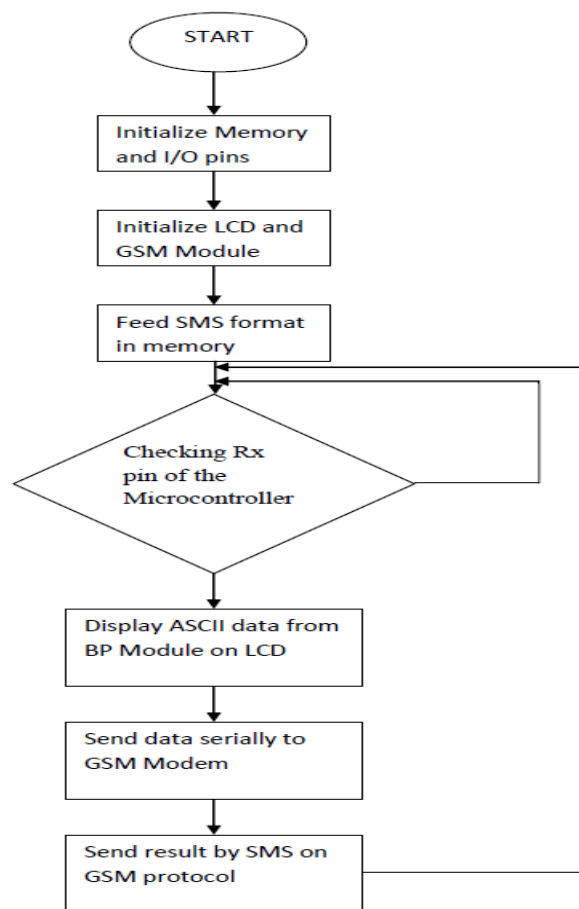 START
Initialize Memory
and I/O pins
Initialize LCD and
GSM Module
Feed SMS format
in memory
Checking Rx
pin of the
Microcontroller
Display ASCII data from
BP Module on LCD
Send data serially to
GSM Modem
Send result by SMS on
GSM protocol